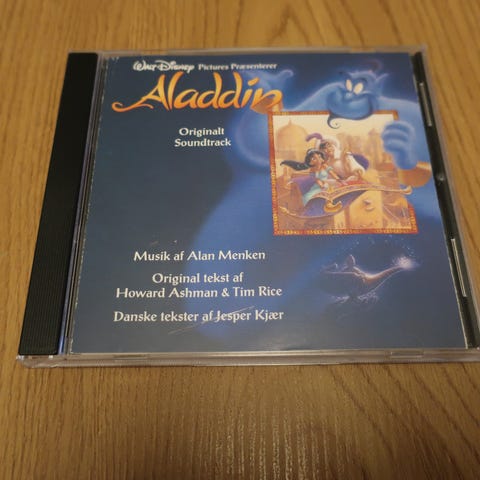 Walt Disney Pictures Præsenterer
Aladdin
Originalt
Soundtrack
Musik af Alan Menken
Original tekst af
Howard Ashman & Tim Rice
Danske tekster af Jesper Kjær